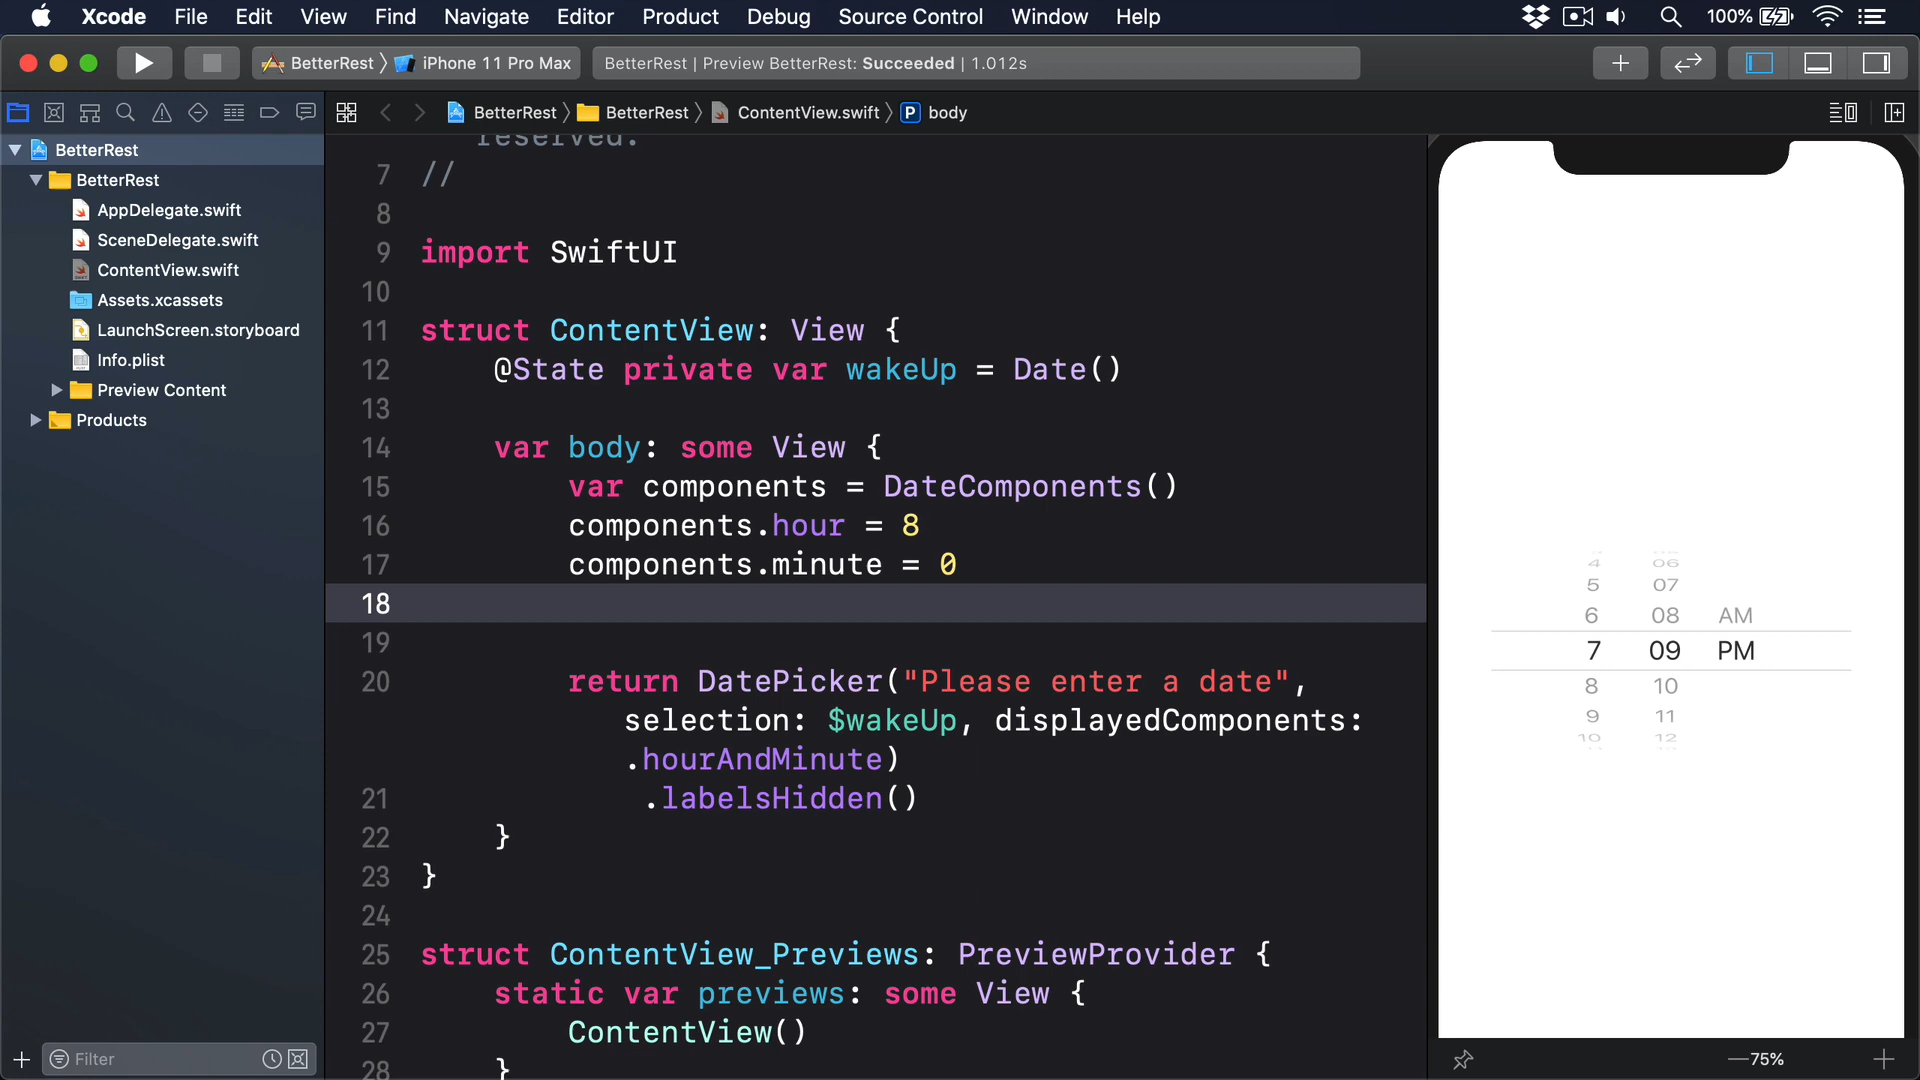 Xcode File Edit View Find Navigate Editor Product Debug Source Control Window Help 100%
BetterRest iPhone 11 Pro Max BetterRest | Preview BetterRest: Succeeded | 1.012s
BetterRest BetterRest ContentView.swift P body
BetterRest
BetterRest
AppDelegate.swift
SceneDelegate.swift
ContentView.swift
Assets.xcassets
LaunchScreen.storyboard
Info.plist
Preview Content
Products
Filter
reserved.
7 //
8
9 import SwiftUI
10
11 struct ContentView: View {
12 @State private var wakeUp = Date()
13
14 var body: some View {
15 var components = DateComponents()
16 components.hour = 8
17 components.minute = 0
18
19
20 return DatePicker("Please enter a date",
selection: $wakeUp, displayedComponents:
.hourAndMinute)
21 .labelsHidden()
22 }
23 }
24
25 struct ContentView_Previews: PreviewProvider {
26 static var previews: some View {
27 ContentView()
28 }
4 06
5 07
6 08 AM
7 09 PM
8 10
9 11
10 12
75%